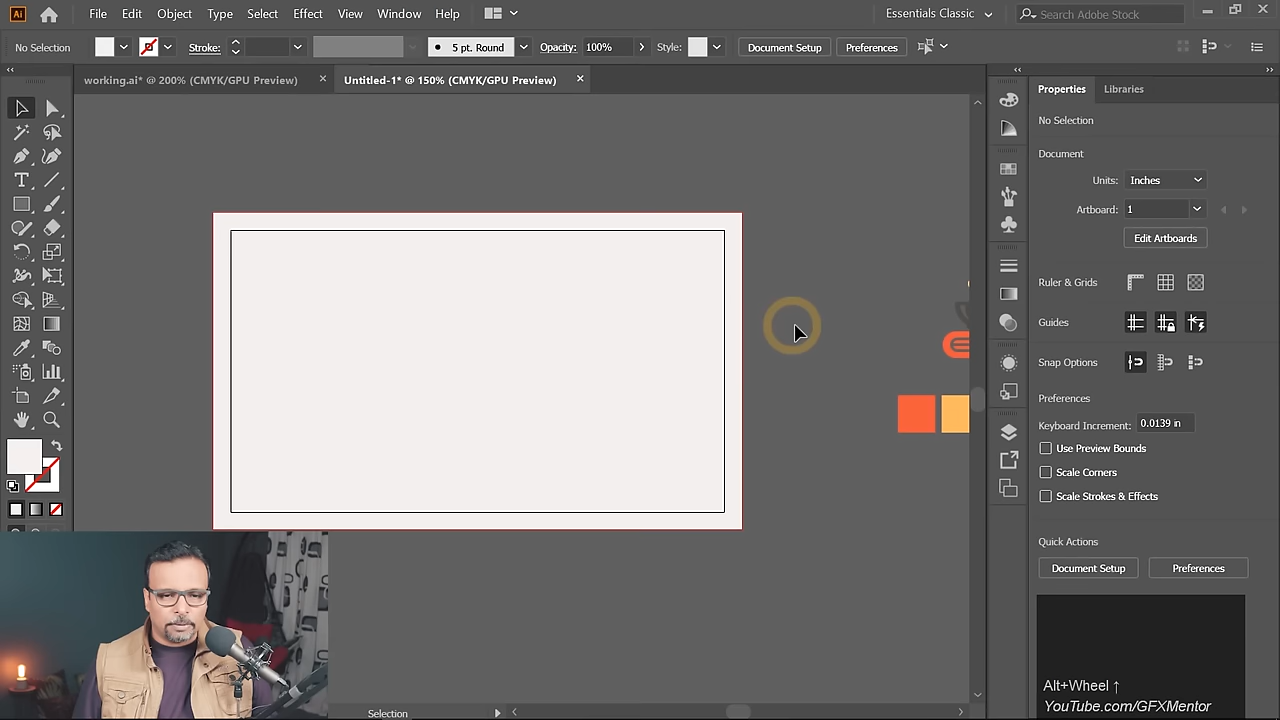 Ai File Edit Object Type Select Effect View Window Help Essentials Classic Search Adobe Stock
No Selection Stroke: 5 pt. Round Opacity: 100% Style: Document Setup Preferences
working.ai* @ 200% (CMYK/GPU Preview) × Untitled-1* @ 150% (CMYK/GPU Preview) ×
Properties Libraries
No Selection
Document
Units: Inches
Artboard: 1
Edit Artboards
Ruler & Grids
Guides
Snap Options
Preferences
Keyboard Increment: 0.0139 in
Use Preview Bounds
Scale Corners
Scale Strokes & Effects
Quick Actions
Document Setup Preferences
Alt+Wheel ↑
YouTube.com/GFXMentor
Selection